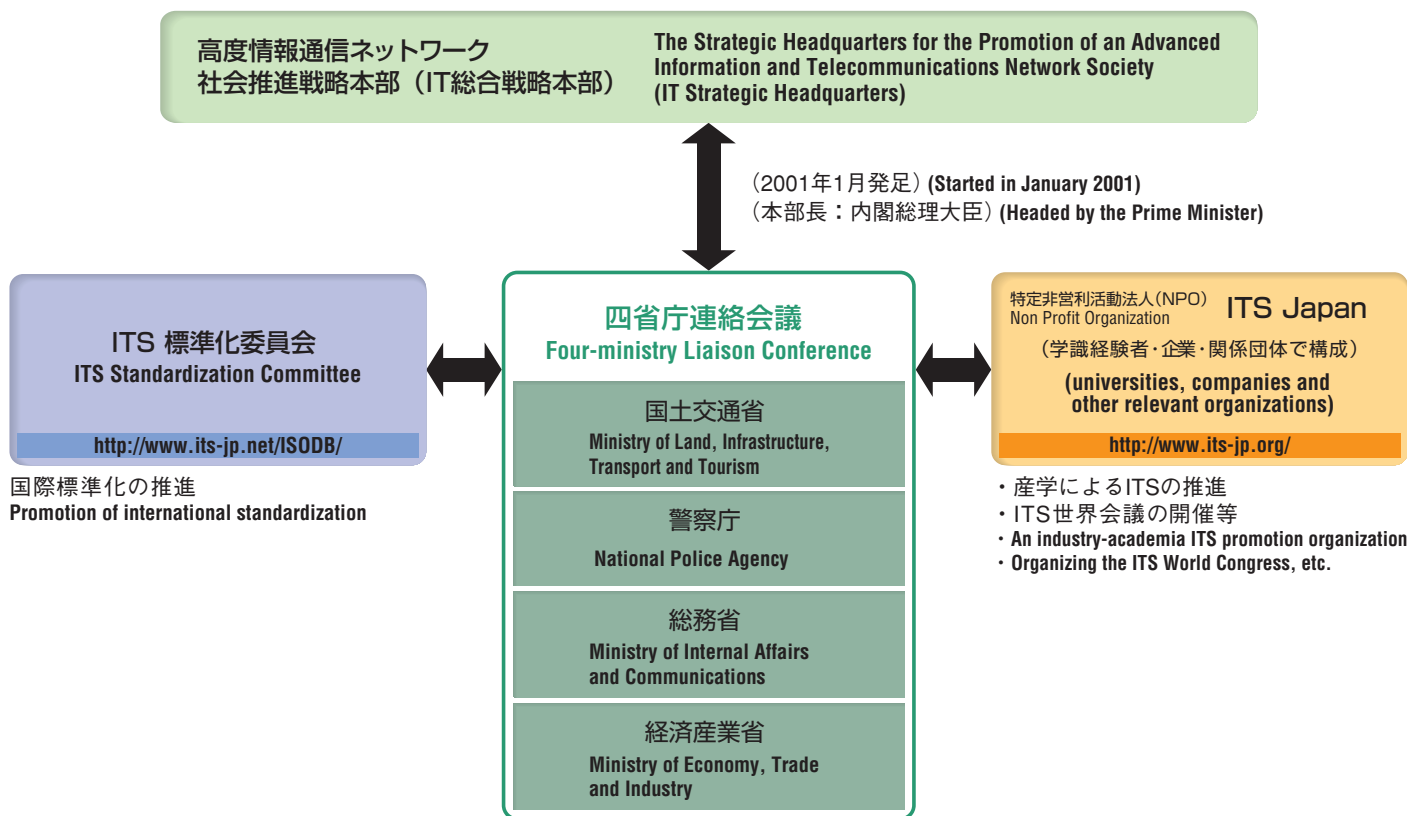 高度情報通信ネットワーク
社会推進戦略本部（IT総合戦略本部）
The Strategic Headquarters for the Promotion of an Advanced
Information and Telecommunications Network Society
(IT Strategic Headquarters)
（2001年1月発足）(Started in January 2001)
（本部長：内閣総理大臣）(Headed by the Prime Minister)
ITS 標準化委員会
ITS Standardization Committee
http://www.its-jp.net/ISODB/
国際標準化の推進
Promotion of international standardization
四省庁連絡会議
Four-ministry Liaison Conference
国土交通省
Ministry of Land, Infrastructure,
Transport and Tourism
警察庁
National Police Agency
総務省
Ministry of Internal Affairs
and Communications
経済産業省
Ministry of Economy, Trade
and Industry
特定非営利活動法人(NPO)
Non Profit Organization
ITS Japan
（学識経験者・企業・関係団体で構成）
(universities, companies and
other relevant organizations)
http://www.its-jp.org/
・産学によるITSの推進
・ITS世界会議の開催等
・An industry-academia ITS promotion organization
・Organizing the ITS World Congress, etc.